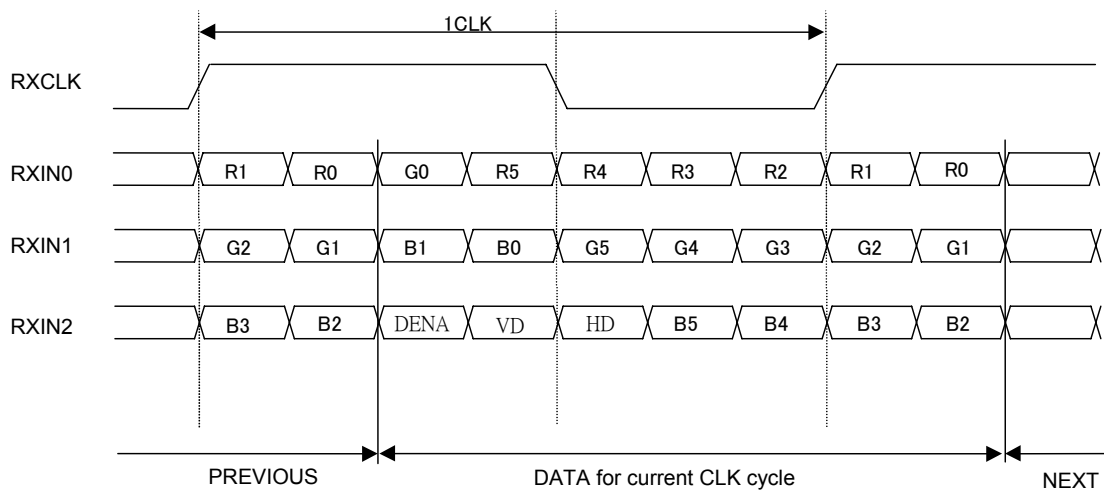 1CLK
RXCLK
RXIN0 R1 R0 G0 R5 R4 R3 R2 R1 R0
RXIN1 G2 G1 B1 B0 G5 G4 G3 G2 G1
RXIN2 B3 B2 DENA VD HD B5 B4 B3 B2
PREVIOUS DATA for current CLK cycle NEXT